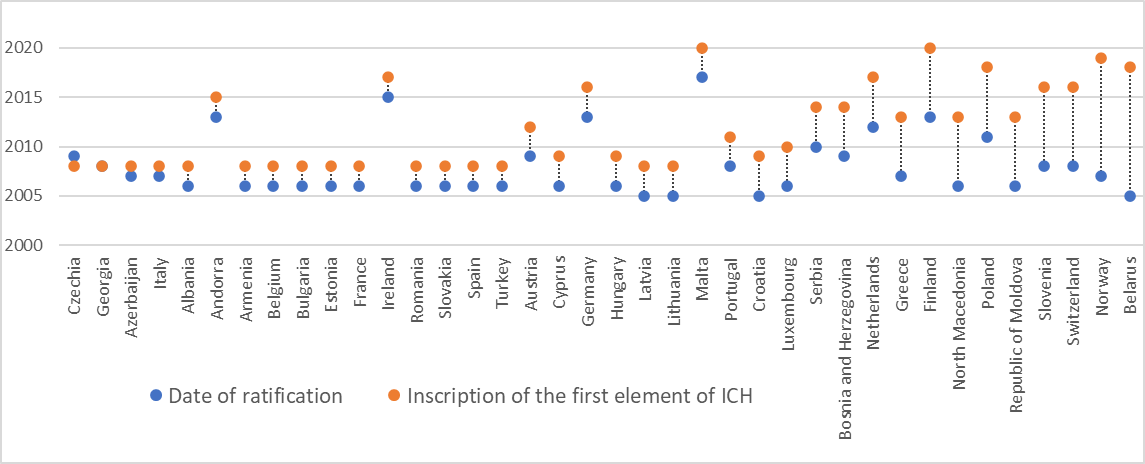 2020
2015
2010
2005
2000
Czechia
Georgia
Azerbaijan
Italy
Albania
Andorra
Armenia
Belgium
Bulgaria
Estonia
France
Ireland
Romania
Slovakia
Spain
Turkey
Austria
Cyprus
Germany
Hungary
Latvia
Lithuania
Malta
Portugal
Croatia
Luxembourg
Serbia
Bosnia and Herzegovina
Netherlands
Greece
Finland
North Macedonia
Poland
Republic of Moldova
Slovenia
Switzerland
Norway
Belarus
Date of ratification
Inscription of the first element of ICH